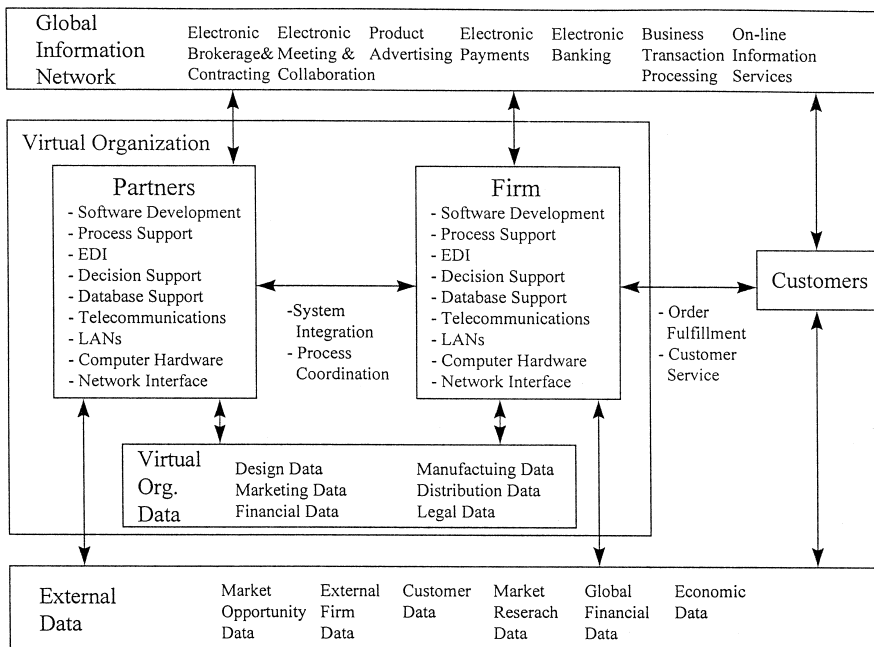 Global
Information
Network
Electronic
Brokerage&
Contracting
Electronic
Meeting &
Collaboration
Product
Advertising
Electronic
Payments
Electronic
Banking
Business
Transaction
Processing
On-line
Information
Services
Virtual Organization
Partners
- Software Development
- Process Support
- EDI
- Decision Support
- Database Support
- Telecommunications
- LANs
- Computer Hardware
- Network Interface
-System
Integration
- Process
Coordination
Firm
- Software Development
- Process Support
- EDI
- Decision Support
- Database Support
- Telecommunications
- LANs
- Computer Hardware
- Network Interface
- Order
Fulfillment
- Customer
Service
Customers
Virtual
Org.
Data
Design Data
Marketing Data
Financial Data
Manufactuing Data
Distribution Data
Legal Data
External
Data
Market
Opportunity
Data
External
Firm
Data
Customer
Data
Market
Reserach
Data
Global
Financial
Data
Economic
Data